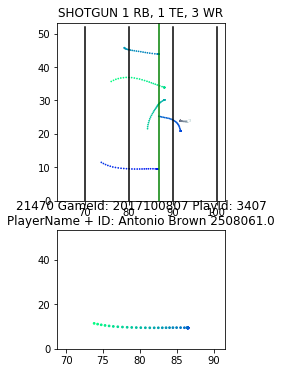 SHOTGUN 1 RB, 1 TE, 3 WR
50
40
30
20
10
0
70 80 90 100
21470 GameId: 2017100807 PlayId: 3407
PlayerName + ID: Antonio Brown 2508061.0
40
20
0
70 75 80 85 90